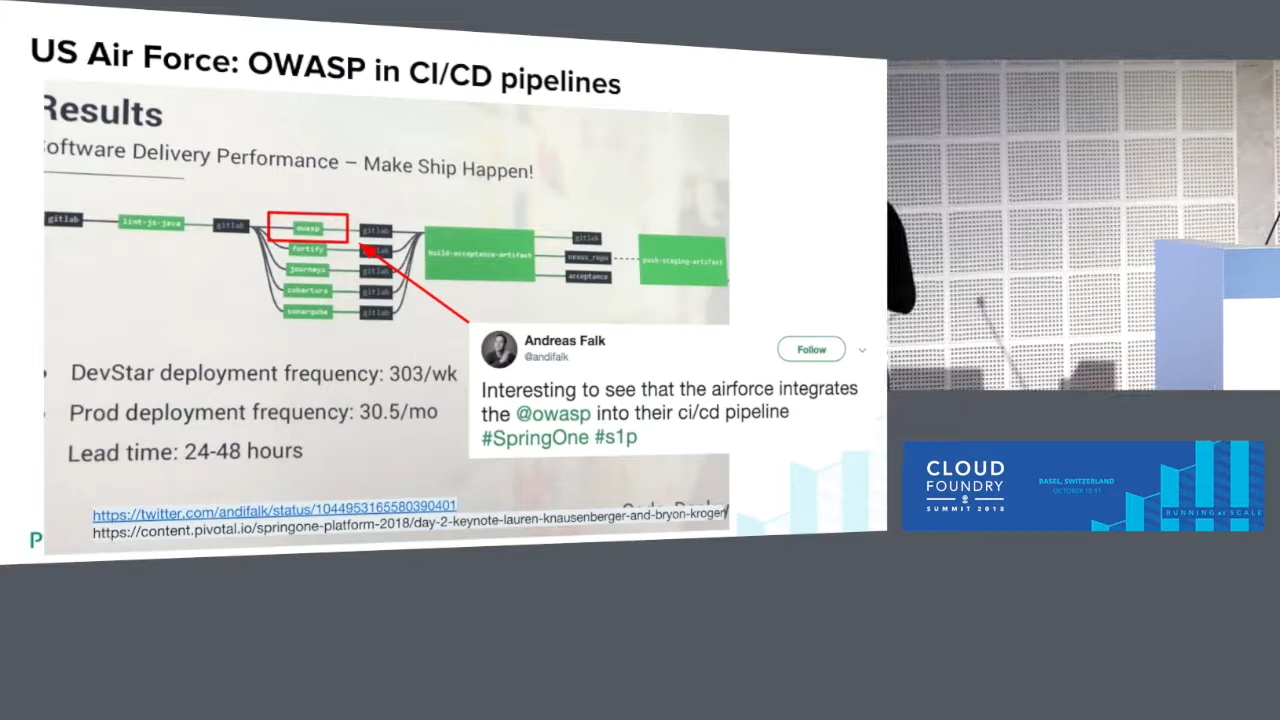 US Air Force: OWASP in CI/CD pipelines
Results
Software Delivery Performance – Make Ship Happen!
gitlab lint-js-java gitlab owasp gitlab
fortify gitlab
journeys gitlab
cobertura gitlab
sonarqube gitlab
build-acceptance-artifact
gitlab
nexus_repo
acceptance
push-staging-artifact
DevStar deployment frequency: 303/wk
Prod deployment frequency: 30.5/mo
Lead time: 24-48 hours
Andreas Falk
@andifalk
Follow
Interesting to see that the airforce integrates
the @owasp into their ci/cd pipeline
#SpringOne #s1p
https://twitter.com/andifalk/status/1044953165580390401
https://content.pivotal.io/springone-platform-2018/day-2-keynote-lauren-knausenberger-and-bryon-kroger/
P
CLOUD
FOUNDRY
SUMMIT 2018
BASEL, SWITZERLAND
OCTOBER 10-11
RUNNING at SCALE